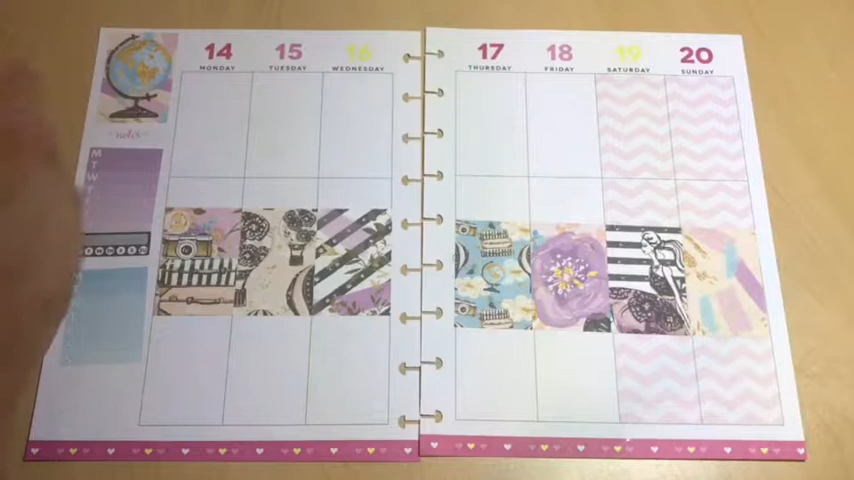 14 15 16
MONDAY TUESDAY WEDNESDAY
17 18 19 20
THURSDAY FRIDAY SATURDAY SUNDAY
notes
M
T
W
T